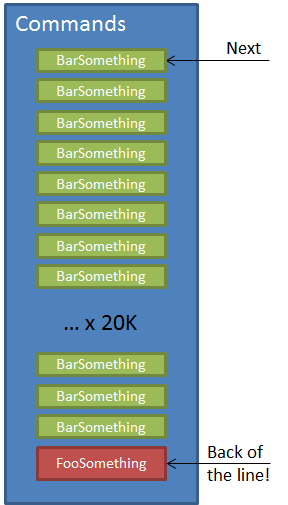 Commands
BarSomething
Next
BarSomething
BarSomething
BarSomething
BarSomething
BarSomething
BarSomething
BarSomething
... x 20K
BarSomething
BarSomething
BarSomething
FooSomething
Back of
the line!